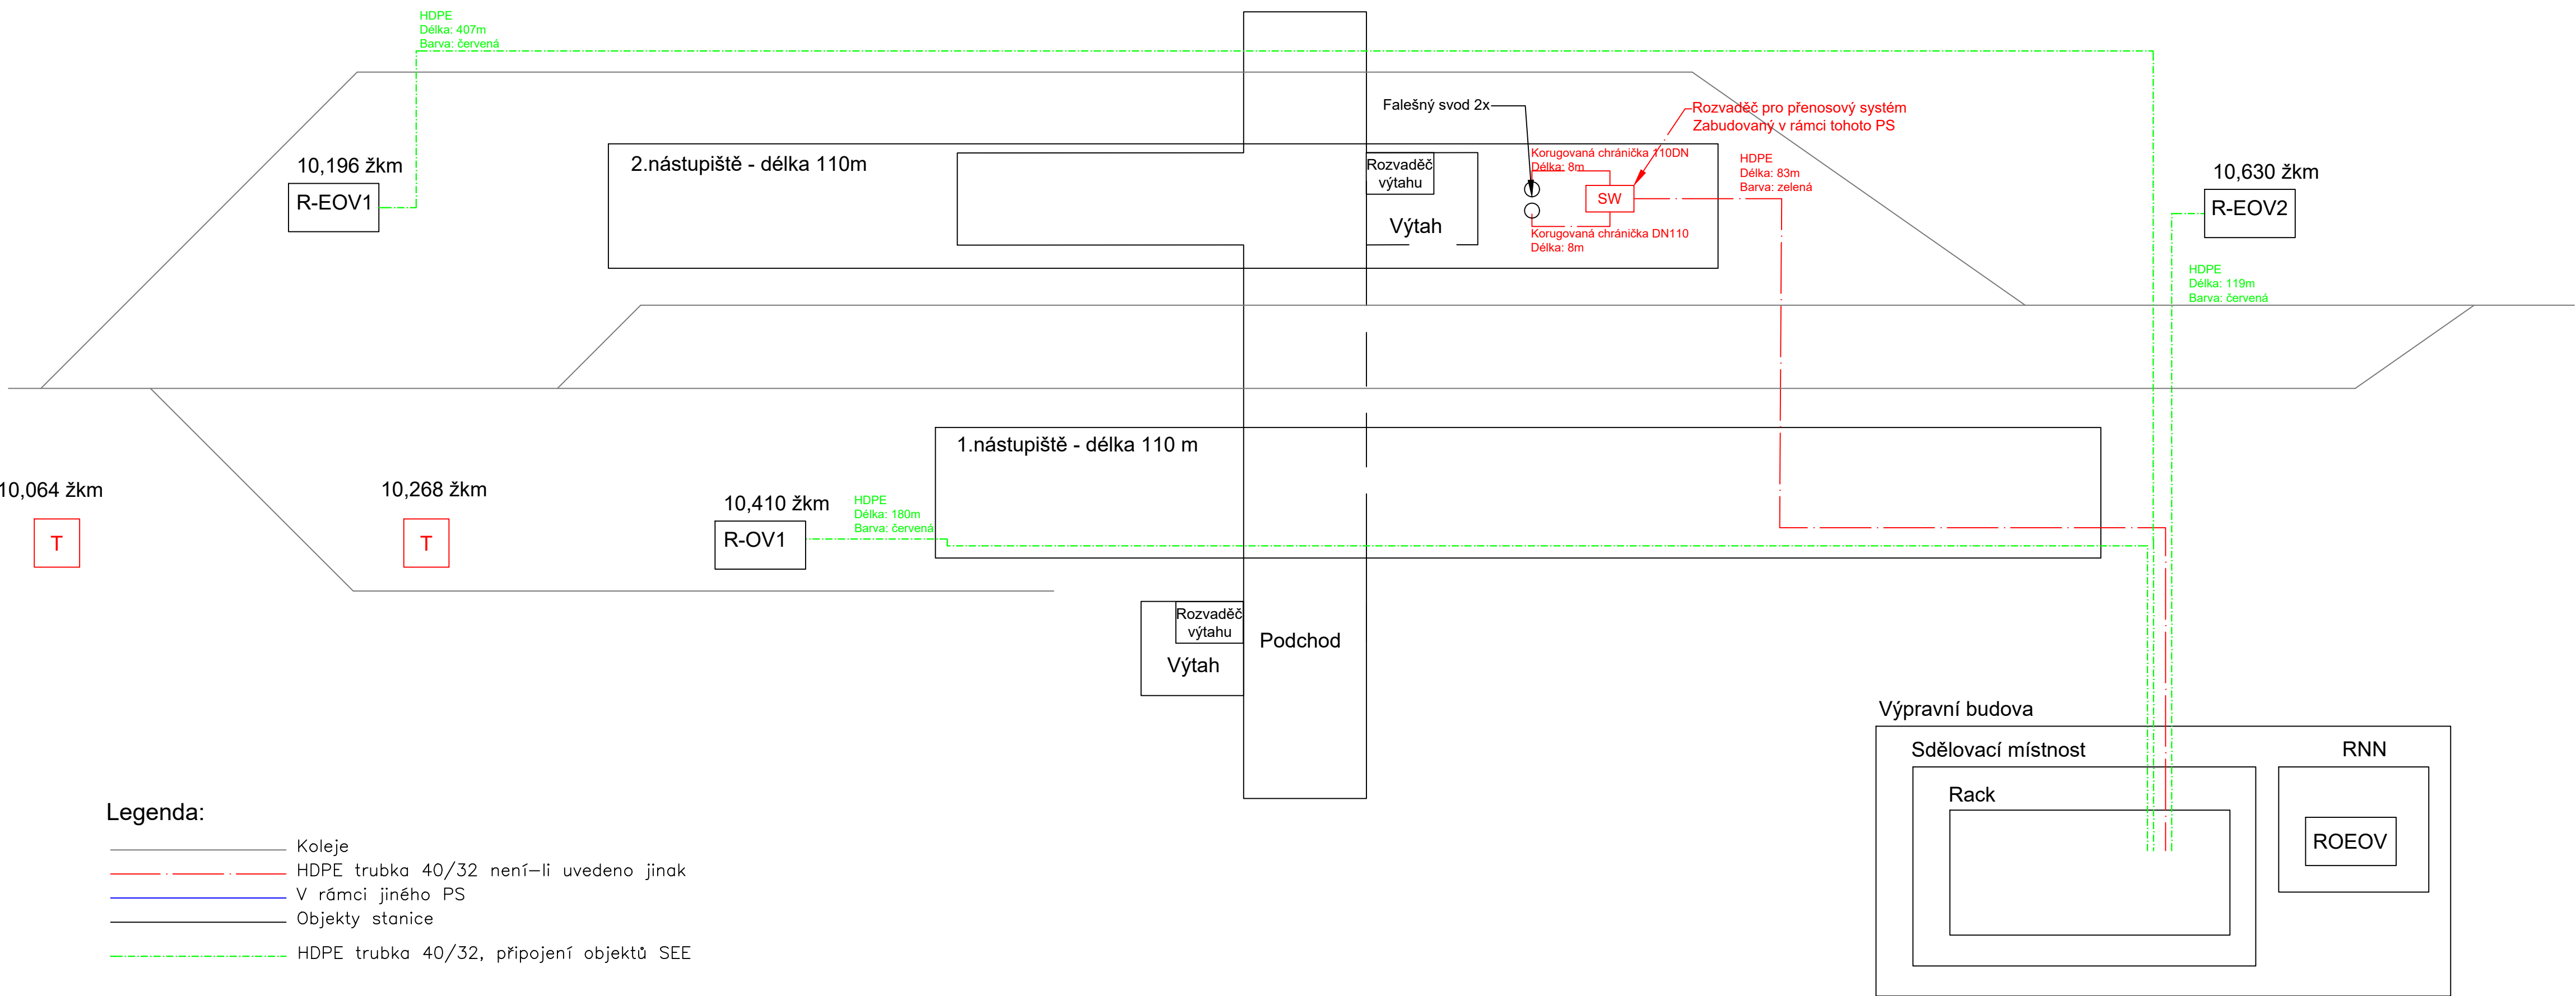 HDPE
Délka: 407m
Barva: červená
Falešný svod 2x
Rozvaděč pro přenosový systém
Zabudovaný v rámci tohoto PS
10,196 žkm
R-EOV1
2.nástupiště - délka 110m
Rozvaděč
výtahu
Výtah
Korugovaná chránička 110DN
Délka: 8m
SW
Korugovaná chránička DN110
Délka: 8m
HDPE
Délka: 83m
Barva: zelená
10,630 žkm
R-EOV2
HDPE
Délka: 119m
Barva: červená
1.nástupiště - délka 110 m
10,064 žkm
T
10,268 žkm
T
10,410 žkm
R-OV1
HDPE
Délka: 180m
Barva: červená
Rozvaděč
výtahu
Výtah
Podchod
Výpravní budova
Sdělovací místnost
RNN
Rack
ROEOV
Legenda:
Koleje
HDPE trubka 40/32 není-li uvedeno jinak
V rámci jiného PS
Objekty stanice
HDPE trubka 40/32, připojení objektů SEE